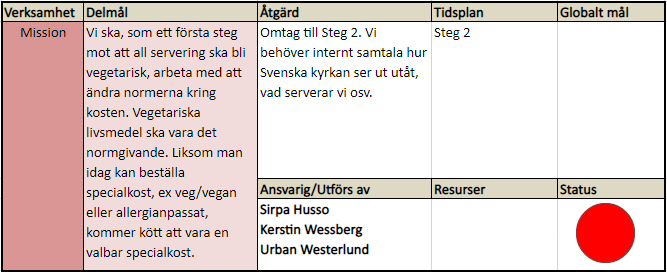 Verksamhet Delmål Åtgärd Tidsplan Globalt mål
Mission
Vi ska, som ett första steg
mot att all servering ska bli
vegetarisk, arbeta med att
ändra normerna kring
kosten. Vegetariska
livsmedel ska vara det
normgivande. Liksom man
idag kan beställa
specialkost, ex veg/vegan
eller allergianpassat,
kommer kött att vara en
valbar specialkost.
Omtag till Steg 2. Vi
behöver internt samtala hur
Svenska kyrkan ser ut utåt,
vad serverar vi osv.
Steg 2
Ansvarig/Utförs av Resurser Status
Sirpa Husso
Kerstin Wessberg
Urban Westerlund